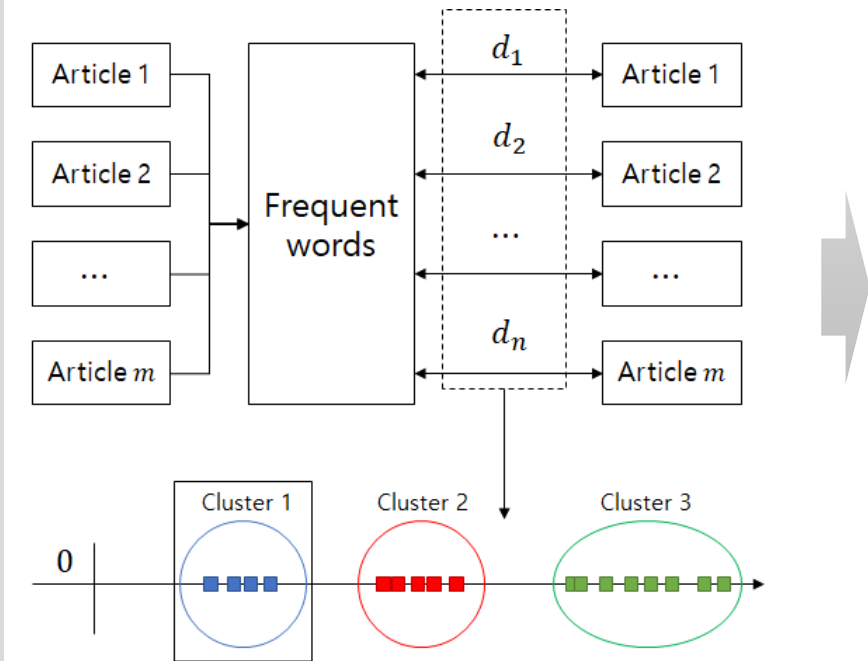 Article 1
Article 2
...
Article m
Frequent
words
d₁
d₂
...
dₙ
Article 1
Article 2
...
Article m
Cluster 1
Cluster 2
Cluster 3
0